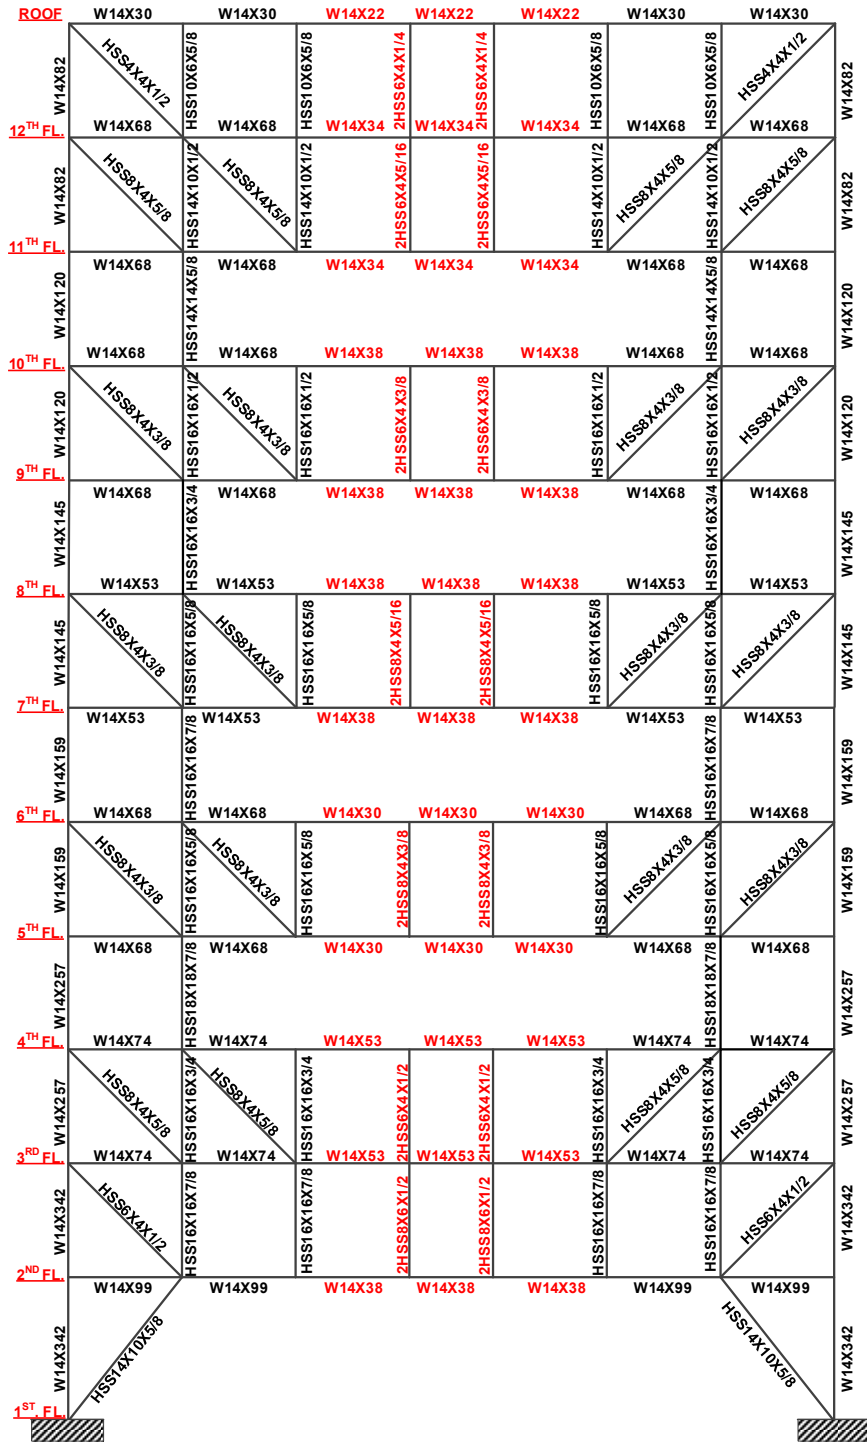 ROOF W14X30 W14X30 W14X22 W14X22 W14X22 W14X30 W14X30
W14X82 HSS4X4X1/2 HSS10X6X5/8 HSS10X6X5/8 2HSS6X4X1/4 2HSS6X4X1/4 HSS10X6X5/8 HSS10X6X5/8 HSS4X4X1/2 W14X82
12TH FL. W14X68 W14X68 W14X34 W14X34 W14X34 W14X68 W14X68
W14X82 HSS8X4X5/8 HSS14X10X1/2 HSS8X4X5/8 HSS14X10X1/2 2HSS6X4X5/16 2HSS6X4X5/16 HSS14X10X1/2 HSS8X4X5/8 HSS14X10X1/2 HSS8X4X5/8 W14X82
11TH FL. W14X68 W14X68 W14X34 W14X34 W14X34 W14X68 W14X68
W14X120 HSS14X14X5/8 HSS14X14X5/8 W14X120
10TH FL. W14X68 W14X68 W14X38 W14X38 W14X38 W14X68 W14X68
W14X120 HSS8X4X3/8 HSS16X16X1/2 HSS8X4X3/8 HSS16X16X1/2 2HSS6X4X3/8 2HSS6X4X3/8 HSS16X16X1/2 HSS8X4X3/8 HSS16X16X1/2 HSS8X4X3/8 W14X120
9TH FL. W14X68 W14X68 W14X38 W14X38 W14X38 W14X68 W14X68
W14X145 HSS16X16X3/4 HSS16X16X3/4 W14X145
8TH FL. W14X53 W14X53 W14X38 W14X38 W14X38 W14X53 W14X53
W14X145 HSS8X4X3/8 HSS16X16X5/8 HSS8X4X3/8 HSS16X16X5/8 2HSS8X4X5/16 2HSS8X4X5/16 HSS16X16X5/8 HSS8X4X3/8 HSS16X16X5/8 HSS8X4X3/8 W14X145
7TH FL. W14X53 W14X53 W14X38 W14X38 W14X38 W14X53 W14X53
W14X159 HSS16X16X7/8 HSS16X16X7/8 W14X159
6TH FL. W14X68 W14X68 W14X30 W14X30 W14X30 W14X68 W14X68
W14X159 HSS8X4X3/8 HSS16X16X5/8 HSS8X4X3/8 HSS16X16X5/8 2HSS8X4X3/8 2HSS8X4X3/8 HSS16X16X5/8 HSS8X4X3/8 HSS16X16X5/8 HSS8X4X3/8 W14X159
5TH FL. W14X68 W14X68 W14X30 W14X30 W14X30 W14X68 W14X68
W14X257 HSS18X18X7/8 HSS18X18X7/8 W14X257
4TH FL. W14X74 W14X74 W14X53 W14X53 W14X53 W14X74 W14X74
W14X257 HSS8X4X5/8 HSS16X16X3/4 HSS8X4X5/8 HSS16X16X3/4 2HSS6X4X1/2 2HSS6X4X1/2 HSS16X16X3/4 HSS8X4X5/8 HSS16X16X3/4 HSS8X4X5/8 W14X257
3RD FL. W14X74 W14X74 W14X53 W14X53 W14X53 W14X74 W14X74
W14X342 HSS6X4X1/2 HSS16X16X7/8 HSS16X16X7/8 2HSS8X6X1/2 2HSS8X6X1/2 HSS16X16X7/8 HSS16X16X7/8 HSS6X4X1/2 W14X342
2ND FL. W14X99 W14X99 W14X38 W14X38 W14X38 W14X99 W14X99
W14X342 HSS14X10X5/8 HSS14X10X5/8 W14X342
1ST. FL.